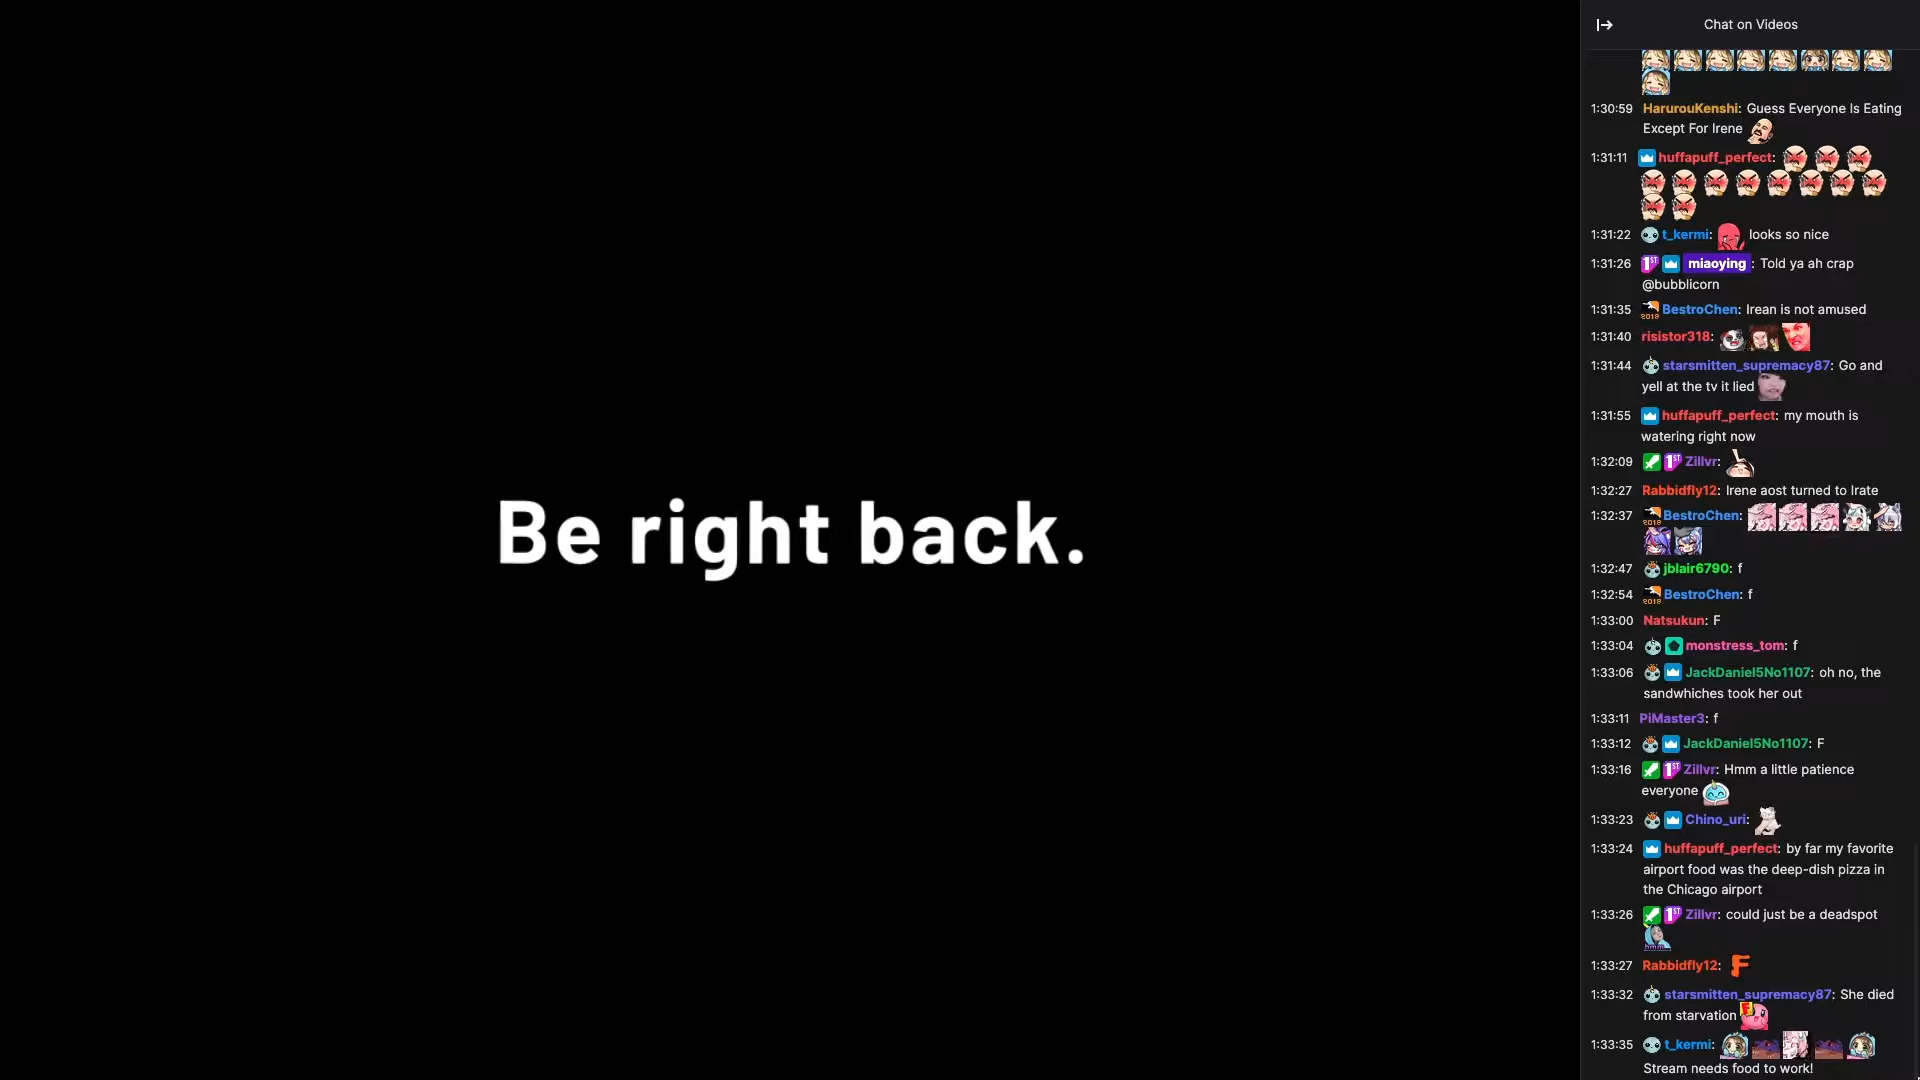 Chat on Videos
1:30:59 HarurouKenshi: Guess Everyone Is Eating
Except For Irene
1:31:11 huffapuff_perfect:
1:31:22 t_kermi: looks so nice
1:31:26 miaoying : Told ya ah crap
@bubblicorn
1:31:35 BestroChen: Irean is not amused
1:31:40 risistor318:
1:31:44 starsmitten_supremacy87: Go and
yell at the tv it lied
1:31:55 huffapuff_perfect: my mouth is
watering right now
1:32:09 Zillvr:
1:32:27 Rabbidfly12: Irene aost turned to Irate
1:32:37 BestroChen:
1:32:47 jblair6790: f
1:32:54 BestroChen: f
1:33:00 Natsukun: F
1:33:04 monstress_tom: f
1:33:06 JackDaniel5No1107: oh no, the
sandwhiches took her out
1:33:11 PiMaster3: f
1:33:12 JackDaniel5No1107: F
1:33:16 Zillvr: Hmm a little patience
everyone
1:33:23 Chino_uri:
1:33:24 huffapuff_perfect: by far my favorite
airport food was the deep-dish pizza in
the Chicago airport
1:33:26 Zillvr: could just be a deadspot
1:33:27 Rabbidfly12: F
1:33:32 starsmitten_supremacy87: She died
from starvation
1:33:35 t_kermi:
Stream needs food to work!
Be right back.